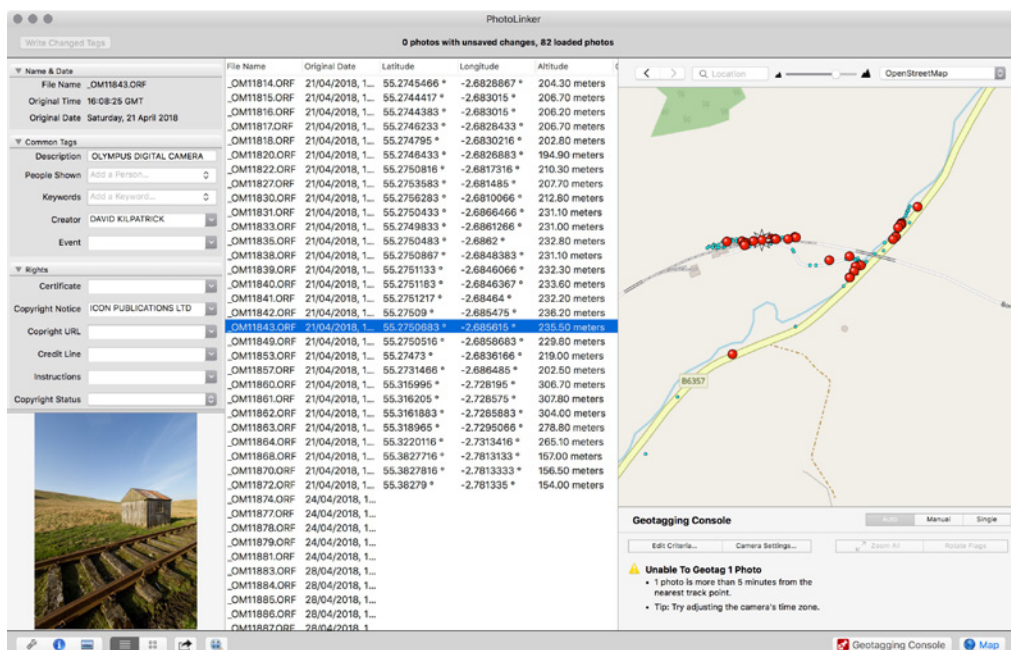 PhotoLinker
Write Changed Tags
0 photos with unsaved changes, 82 loaded photos
Name & Date
File Name _OM11843.ORF
Original Time 16:08:25 GMT
Original Date Saturday, 21 April 2018
Common Tags
Description OLYMPUS DIGITAL CAMERA
People Shown Add a Person...
Keywords Add a Keyword...
Creator DAVID KILPATRICK
Event
Rights
Certificate
Copyright Notice ICON PUBLICATIONS LTD
Copright URL
Credit Line
Instructions
Copyright Status
File Name Original Date Latitude Longitude Altitude
_OM11814.ORF 21/04/2018, 1... 55.2745466 ° -2.6828867 ° 204.30 meters
_OM11815.ORF 21/04/2018, 1... 55.2744417 ° -2.683015 ° 206.70 meters
_OM11816.ORF 21/04/2018, 1... 55.2744383 ° -2.683015 ° 206.20 meters
_OM11817.ORF 21/04/2018, 1... 55.2746233 ° -2.6828433 ° 206.70 meters
_OM11818.ORF 21/04/2018, 1... 55.274795 ° -2.6830216 ° 202.80 meters
_OM11820.ORF 21/04/2018, 1... 55.2746433 ° -2.6826883 ° 194.90 meters
_OM11822.ORF 21/04/2018, 1... 55.2750816 ° -2.6817316 ° 210.30 meters
_OM11827.ORF 21/04/2018, 1... 55.2753583 ° -2.681485 ° 207.70 meters
_OM11830.ORF 21/04/2018, 1... 55.2756283 ° -2.6810066 ° 212.80 meters
_OM11831.ORF 21/04/2018, 1... 55.2750433 ° -2.6866466 ° 231.10 meters
_OM11833.ORF 21/04/2018, 1... 55.2749833 ° -2.6861266 ° 231.00 meters
_OM11835.ORF 21/04/2018, 1... 55.2750483 ° -2.6862 ° 232.80 meters
_OM11838.ORF 21/04/2018, 1... 55.2750867 ° -2.6848383 ° 231.10 meters
_OM11839.ORF 21/04/2018, 1... 55.2751133 ° -2.6846066 ° 232.30 meters
_OM11840.ORF 21/04/2018, 1... 55.2751183 ° -2.6846367 ° 233.60 meters
_OM11841.ORF 21/04/2018, 1... 55.2751217 ° -2.68464 ° 232.20 meters
_OM11842.ORF 21/04/2018, 1... 55.27509 ° -2.685475 ° 236.20 meters
_OM11843.ORF 21/04/2018, 1... 55.2750683 ° -2.685615 ° 235.50 meters
_OM11849.ORF 21/04/2018, 1... 55.2750516 ° -2.6858683 ° 229.80 meters
_OM11853.ORF 21/04/2018, 1... 55.27473 ° -2.6836166 ° 219.00 meters
_OM11857.ORF 21/04/2018, 1... 55.2731466 ° -2.686485 ° 202.50 meters
_OM11860.ORF 21/04/2018, 1... 55.315995 ° -2.728195 ° 306.70 meters
_OM11861.ORF 21/04/2018, 1... 55.316205 ° -2.728575 ° 307.80 meters
_OM11862.ORF 21/04/2018, 1... 55.3161883 ° -2.7285883 ° 304.00 meters
_OM11863.ORF 21/04/2018, 1... 55.318965 ° -2.7295066 ° 278.80 meters
_OM11864.ORF 21/04/2018, 1... 55.3220116 ° -2.7313416 ° 265.10 meters
_OM11868.ORF 21/04/2018, 1... 55.3827716 ° -2.7813133 ° 157.00 meters
_OM11870.ORF 21/04/2018, 1... 55.3827816 ° -2.7813333 ° 156.50 meters
_OM11872.ORF 21/04/2018, 1... 55.38279 ° -2.781335 ° 154.00 meters
_OM11874.ORF 24/04/2018, 1...
_OM11877.ORF 24/04/2018, 1...
_OM11878.ORF 24/04/2018, 1...
_OM11879.ORF 24/04/2018, 1...
_OM11881.ORF 24/04/2018, 1...
_OM11883.ORF 28/04/2018, 1...
_OM11884.ORF 28/04/2018, 1...
_OM11885.ORF 28/04/2018, 1...
_OM11886.ORF 28/04/2018, 1...
_OM11887.ORF 28/04/2018, 1...
Location
OpenStreetMap
B6357
Geotagging Console
Auto Manual Single
Edit Criteria... Camera Settings... Zoom All Rotate Flags
Unable To Geotag 1 Photo
• 1 photo is more than 5 minutes from the
nearest track point.
• Tip: Try adjusting the camera's time zone.
Geotagging Console Map